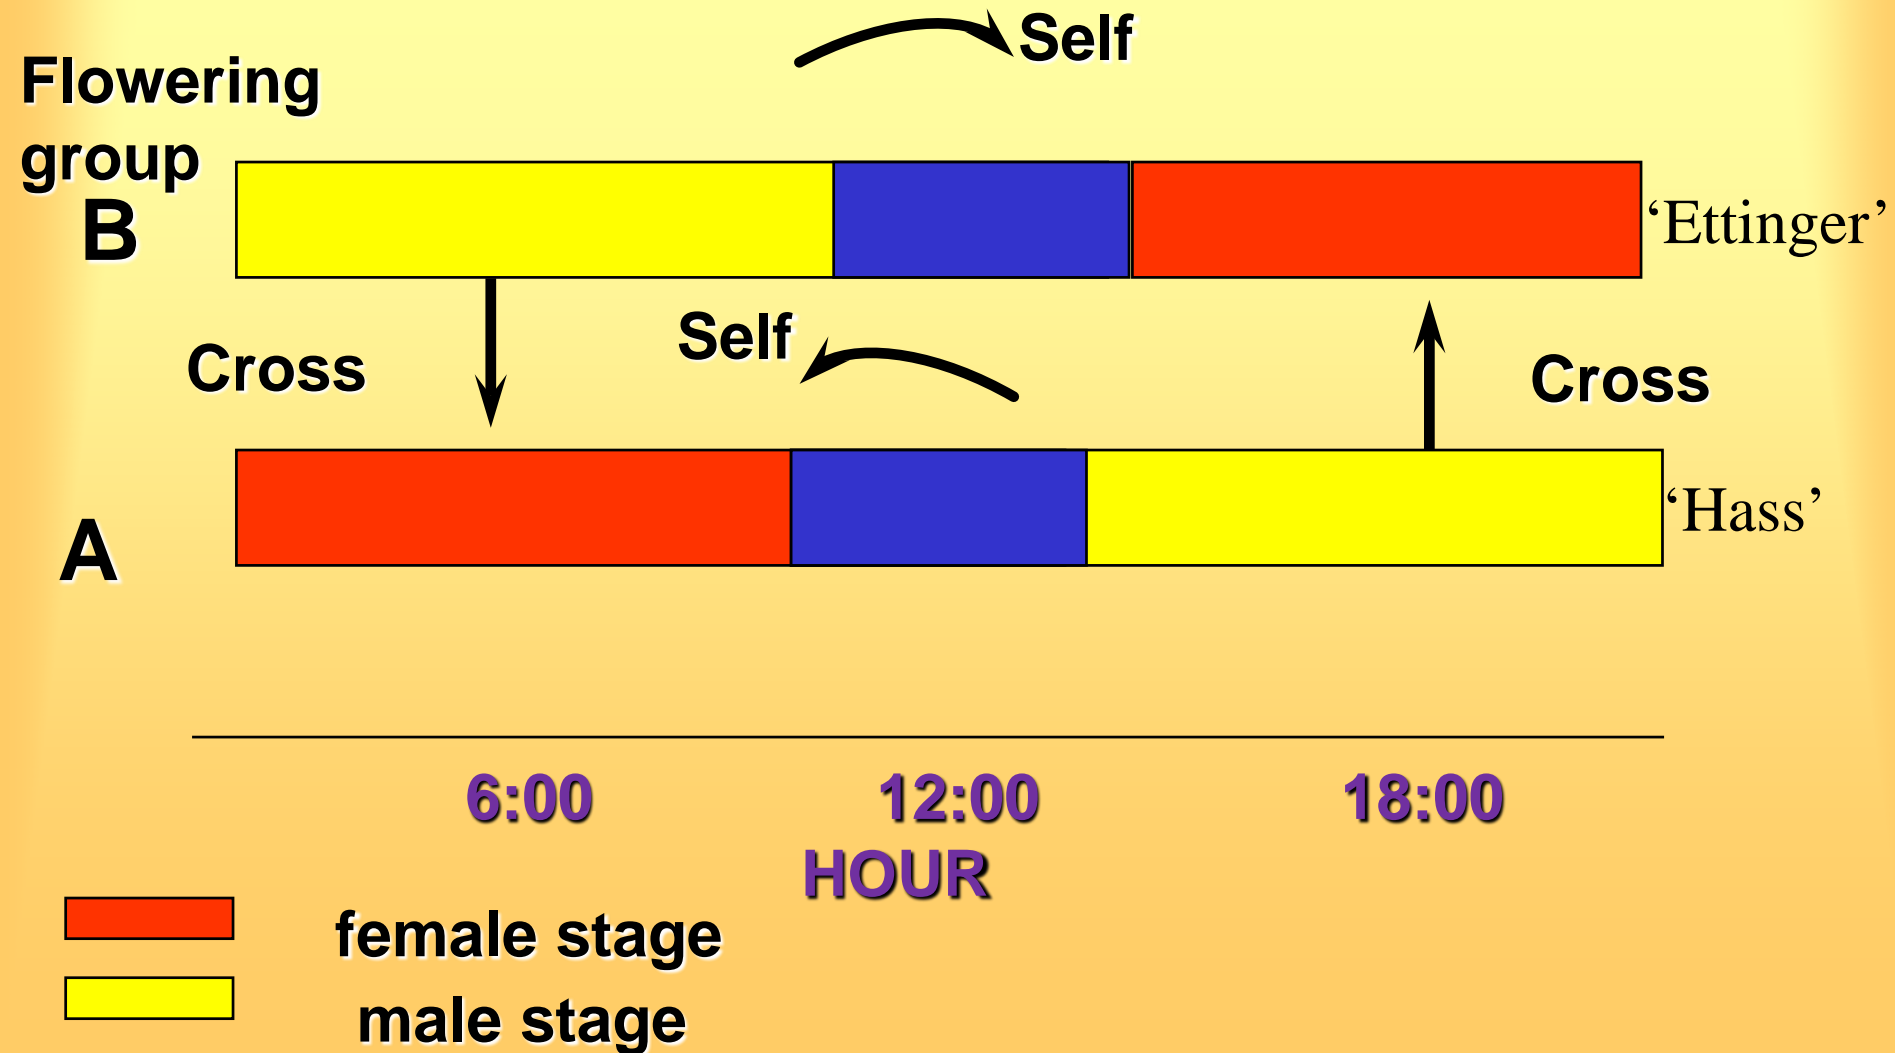 Self
Flowering
group
B
‘Ettinger’
Self
Cross
Cross
A
‘Hass’
6:00 12:00 18:00
HOUR
female stage
male stage